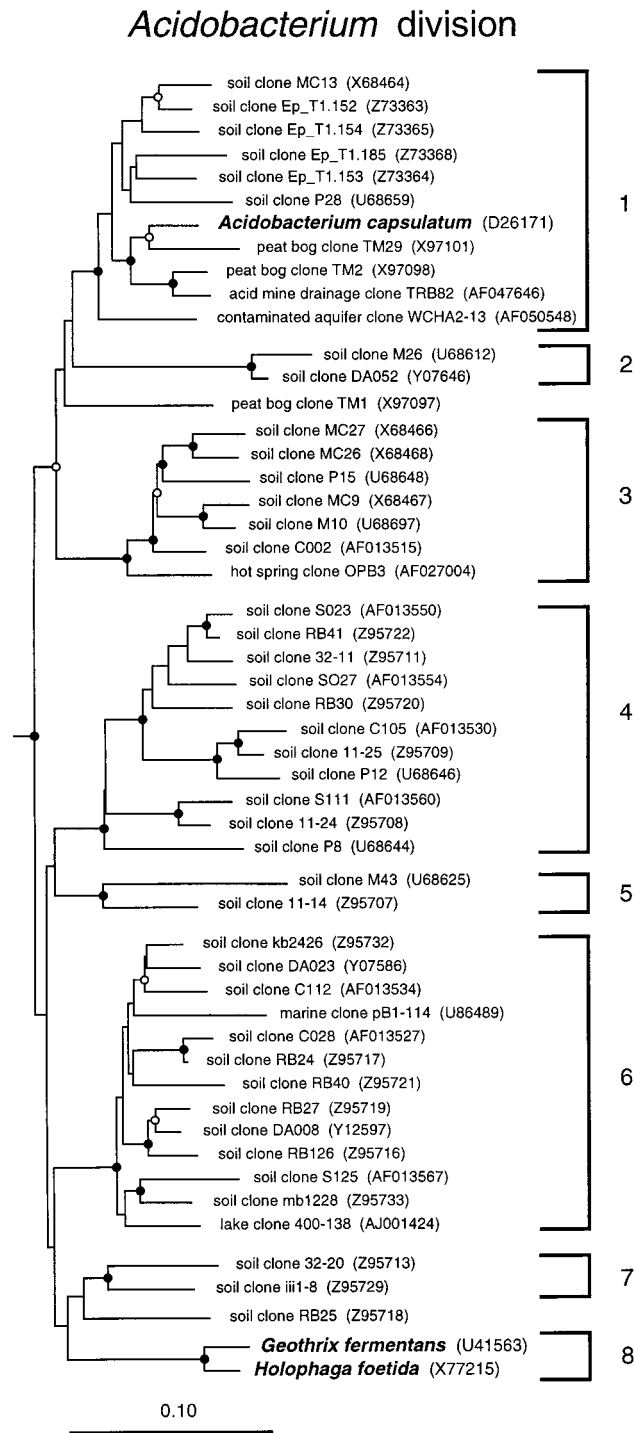 Acidobacterium division
soil clone MC13 (X68464)
soil clone Ep_T1.152 (Z73363)
soil clone Ep_T1.154 (Z73365)
soil clone Ep_T1.185 (Z73368)
soil clone Ep_T1.153 (Z73364)
soil clone P28 (U68659)
1
Acidobacterium capsulatum (D26171)
peat bog clone TM29 (X97101)
peat bog clone TM2 (X97098)
acid mine drainage clone TRB82 (AF047646)
contaminated aquifer clone WCHA2-13 (AF050548)
soil clone M26 (U68612)
2
soil clone DA052 (Y07646)
peat bog clone TM1 (X97097)
soil clone MC27 (X68466)
soil clone MC26 (X68468)
soil clone P15 (U68648)
3
soil clone MC9 (X68467)
soil clone M10 (U68697)
soil clone C002 (AF013515)
hot spring clone OPB3 (AF027004)
soil clone S023 (AF013550)
soil clone RB41 (Z95722)
soil clone 32-11 (Z95711)
soil clone SO27 (AF013554)
soil clone RB30 (Z95720)
4
soil clone C105 (AF013530)
soil clone 11-25 (Z95709)
soil clone P12 (U68646)
soil clone S111 (AF013560)
soil clone 11-24 (Z95708)
soil clone P8 (U68644)
soil clone M43 (U68625)
5
soil clone 11-14 (Z95707)
soil clone kb2426 (Z95732)
soil clone DA023 (Y07586)
soil clone C112 (AF013534)
marine clone pB1-114 (U86489)
soil clone C028 (AF013527)
soil clone RB24 (Z95717)
6
soil clone RB40 (Z95721)
soil clone RB27 (Z95719)
soil clone DA008 (Y12597)
soil clone RB126 (Z95716)
soil clone S125 (AF013567)
soil clone mb1228 (Z95733)
lake clone 400-138 (AJ001424)
soil clone 32-20 (Z95713)
7
soil clone iii1-8 (Z95729)
soil clone RB25 (Z95718)
Geothrix fermentans (U41563)
8
Holophaga foetida (X77215)
0.10